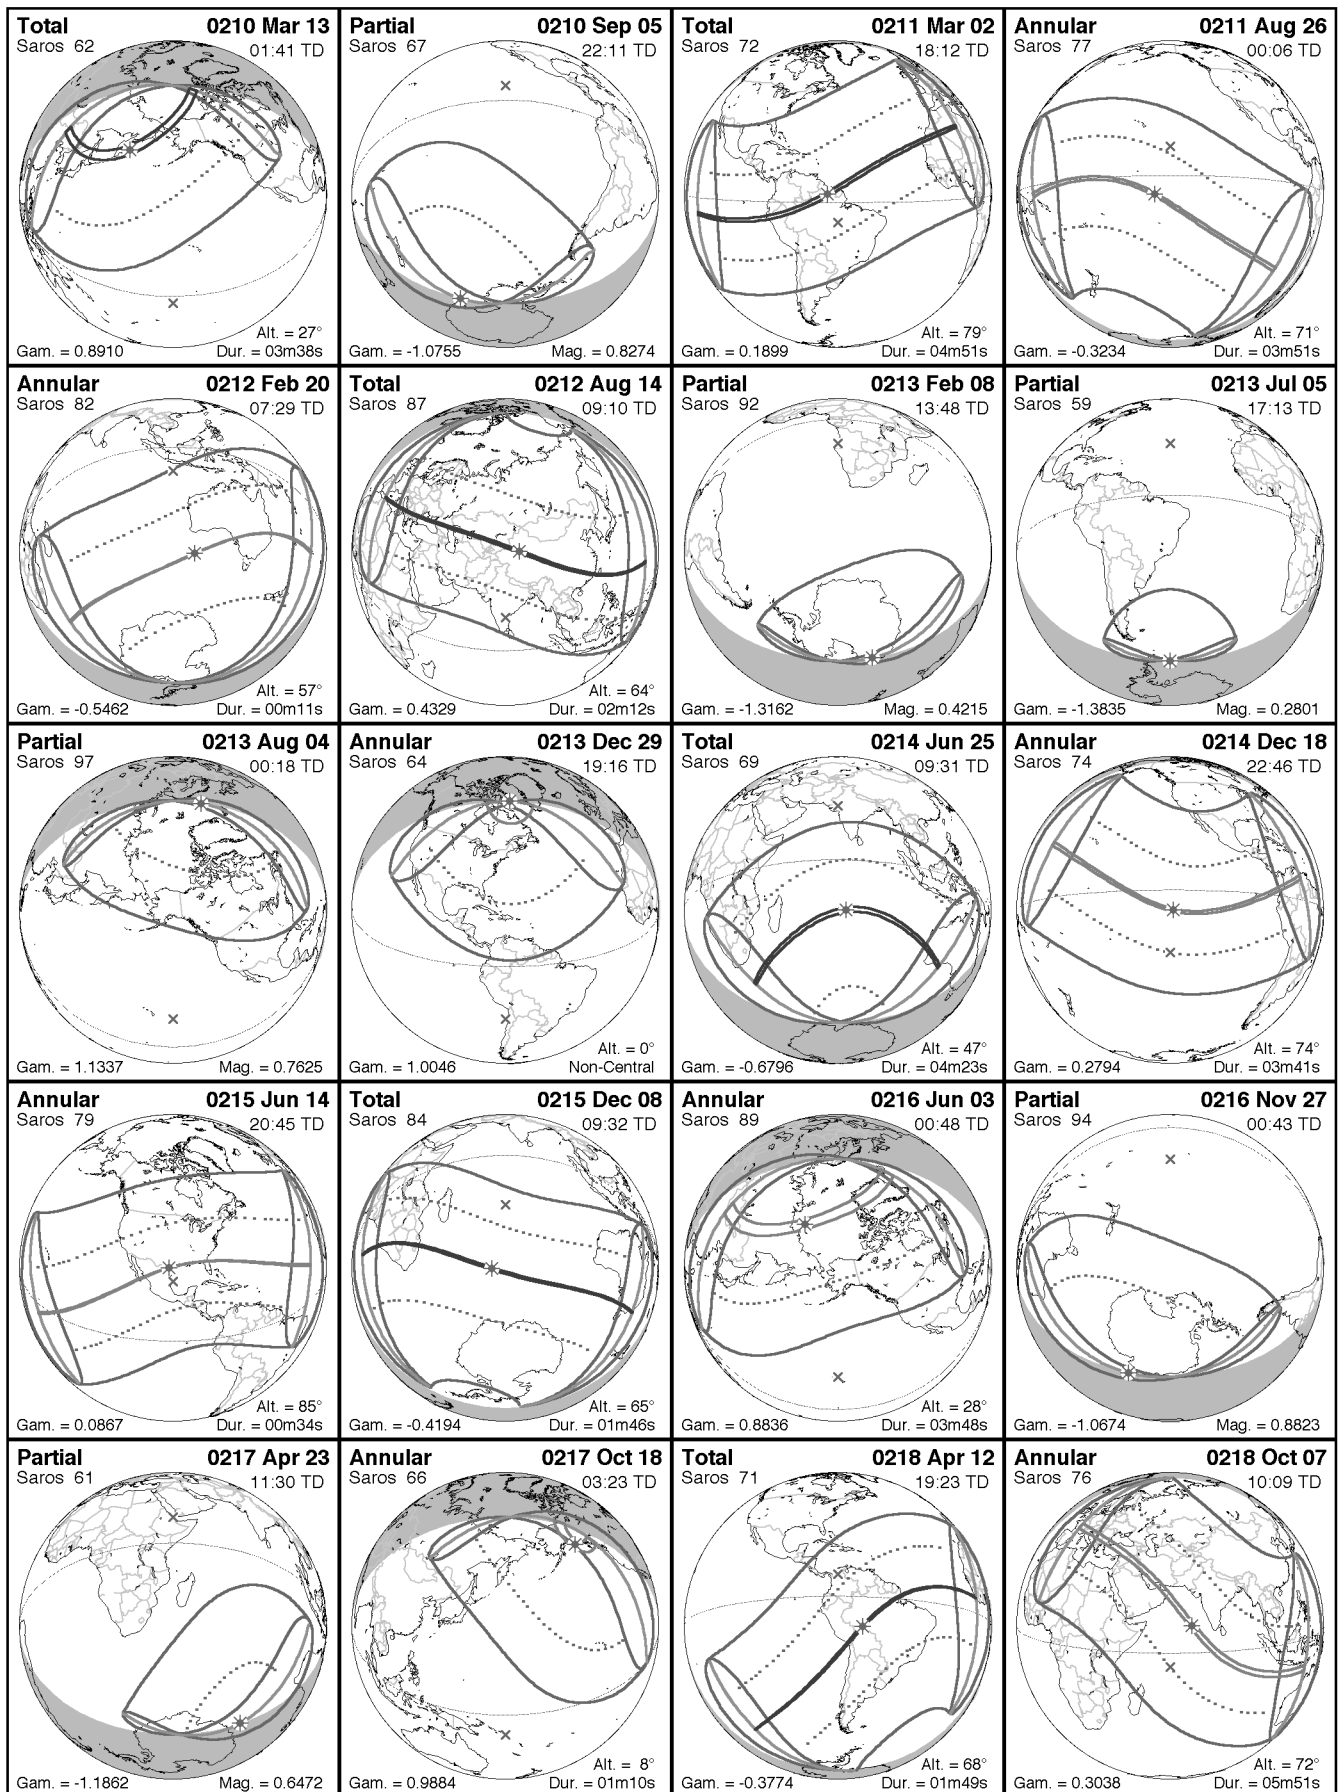 Total 0210 Mar 13
Saros 62 01:41 TD
Alt. = 27°
Gam. = 0.8910 Dur. = 03m38s
Partial 0210 Sep 05
Saros 67 22:11 TD
Gam. = -1.0755 Mag. = 0.8274
Total 0211 Mar 02
Saros 72 18:12 TD
Alt. = 79°
Gam. = 0.1899 Dur. = 04m51s
Annular 0211 Aug 26
Saros 77 00:06 TD
Alt. = 71°
Gam. = -0.3234 Dur. = 03m51s
Annular 0212 Feb 20
Saros 82 07:29 TD
Alt. = 57°
Gam. = -0.5462 Dur. = 00m11s
Total 0212 Aug 14
Saros 87 09:10 TD
Alt. = 64°
Gam. = 0.4329 Dur. = 02m12s
Partial 0213 Feb 08
Saros 92 13:48 TD
Gam. = -1.3162 Mag. = 0.4215
Partial 0213 Jul 05
Saros 59 17:13 TD
Gam. = -1.3835 Mag. = 0.2801
Partial 0213 Aug 04
Saros 97 00:18 TD
Gam. = 1.1337 Mag. = 0.7625
Annular 0213 Dec 29
Saros 64 19:16 TD
Alt. = 0°
Gam. = 1.0046 Non-Central
Total 0214 Jun 25
Saros 69 09:31 TD
Alt. = 47°
Gam. = -0.6796 Dur. = 04m23s
Annular 0214 Dec 18
Saros 74 22:46 TD
Alt. = 74°
Gam. = 0.2794 Dur. = 03m41s
Annular 0215 Jun 14
Saros 79 20:45 TD
Alt. = 85°
Gam. = 0.0867 Dur. = 00m34s
Total 0215 Dec 08
Saros 84 09:32 TD
Alt. = 65°
Gam. = -0.4194 Dur. = 01m46s
Annular 0216 Jun 03
Saros 89 00:48 TD
Alt. = 28°
Gam. = 0.8836 Dur. = 03m48s
Partial 0216 Nov 27
Saros 94 00:43 TD
Gam. = -1.0674 Mag. = 0.8823
Partial 0217 Apr 23
Saros 61 11:30 TD
Gam. = -1.1862 Mag. = 0.6472
Annular 0217 Oct 18
Saros 66 03:23 TD
Alt. = 8°
Gam. = 0.9884 Dur. = 01m10s
Total 0218 Apr 12
Saros 71 19:23 TD
Alt. = 68°
Gam. = -0.3774 Dur. = 01m49s
Annular 0218 Oct 07
Saros 76 10:09 TD
Alt. = 72°
Gam. = 0.3038 Dur. = 05m51s